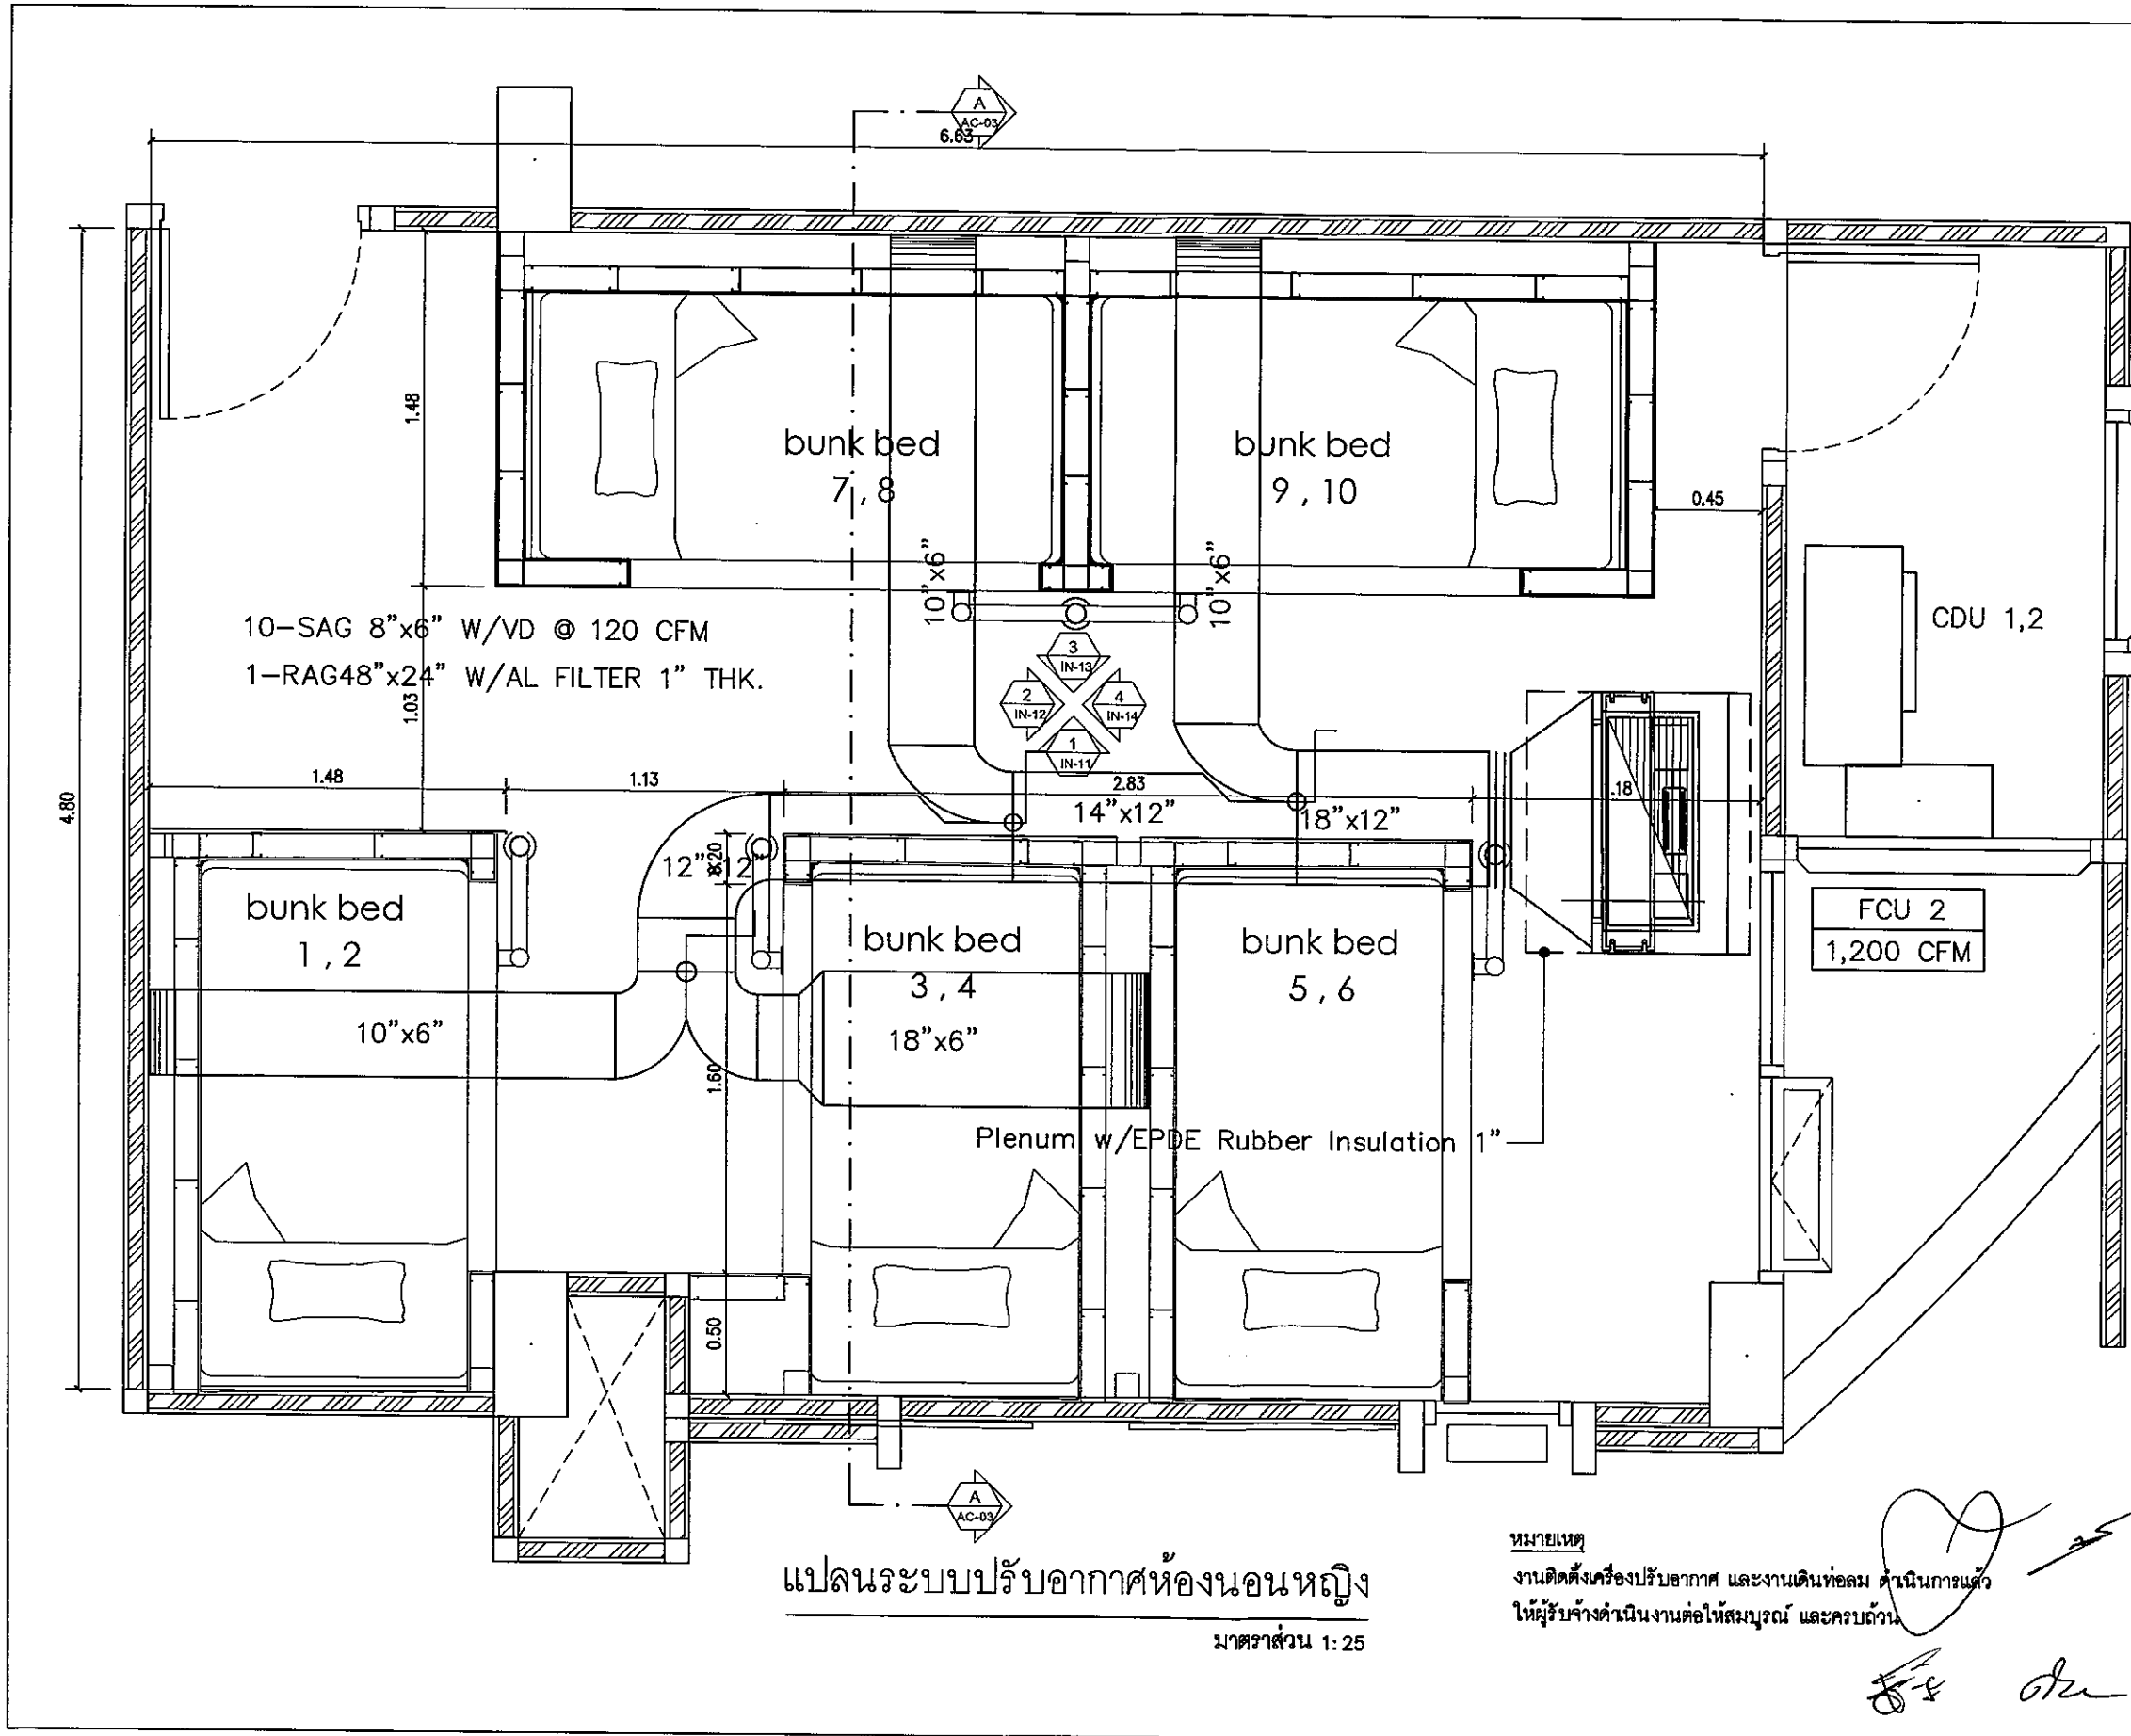 A
AC-03
6.63
1.48
bunk bed
7 , 8
bunk bed
9 , 10
0.45
10"x6"
10"x6"
CDU 1,2
10-SAG 8"x6" W/VD @ 120 CFM
1-RAG48"x24" W/AL FILTER 1" THK.
1.03
3
IN-13
2
IN-12
4
IN-14
1
IN-11
4.80
1.48
1.13
2.83
.18
14"x12"
18"x12"
12" 12"
bunk bed
1 , 2
bunk bed
3 , 4
bunk bed
5 , 6
FCU 2
1,200 CFM
10"x6"
18"x6"
1.60
Plenum w/EPDE Rubber Insulation 1"
0.50
A
AC-03
แปลนระบบปรับอากาศห้องนอนหญิง
มาตราส่วน 1:25
หมายเหตุ
งานติดตั้งเครื่องปรับอากาศ และงานเดินท่อลม ดำเนินการแล้ว
ให้ผู้รับจ้างดำเนินงานต่อให้สมบูรณ์ และครบถ้วน